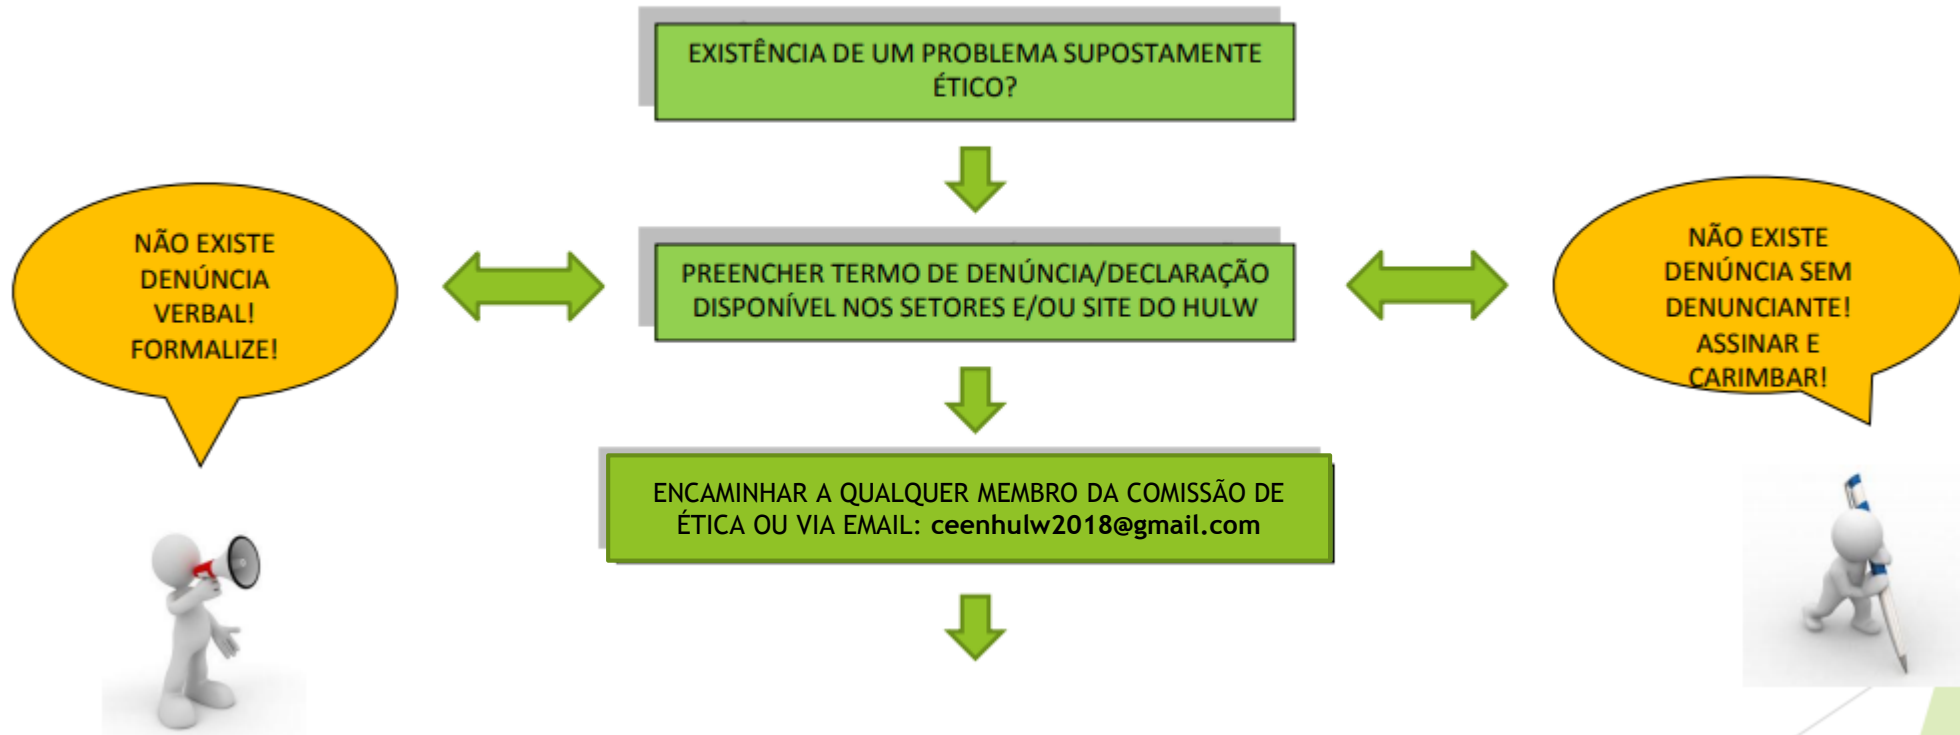 EXISTÊNCIA DE UM PROBLEMA SUPOSTAMENTE
ÉTICO?
NÃO EXISTE
DENÚNCIA
VERBAL!
FORMALIZE!
PREENCHER TERMO DE DENÚNCIA/DECLARAÇÃO
DISPONÍVEL NOS SETORES E/OU SITE DO HULW
NÃO EXISTE
DENÚNCIA SEM
DENUNCIANTE!
ASSINAR E
CARIMBAR!
ENCAMINHAR A QUALQUER MEMBRO DA COMISSÃO DE
ÉTICA OU VIA EMAIL: ceenhulw2018@gmail.com